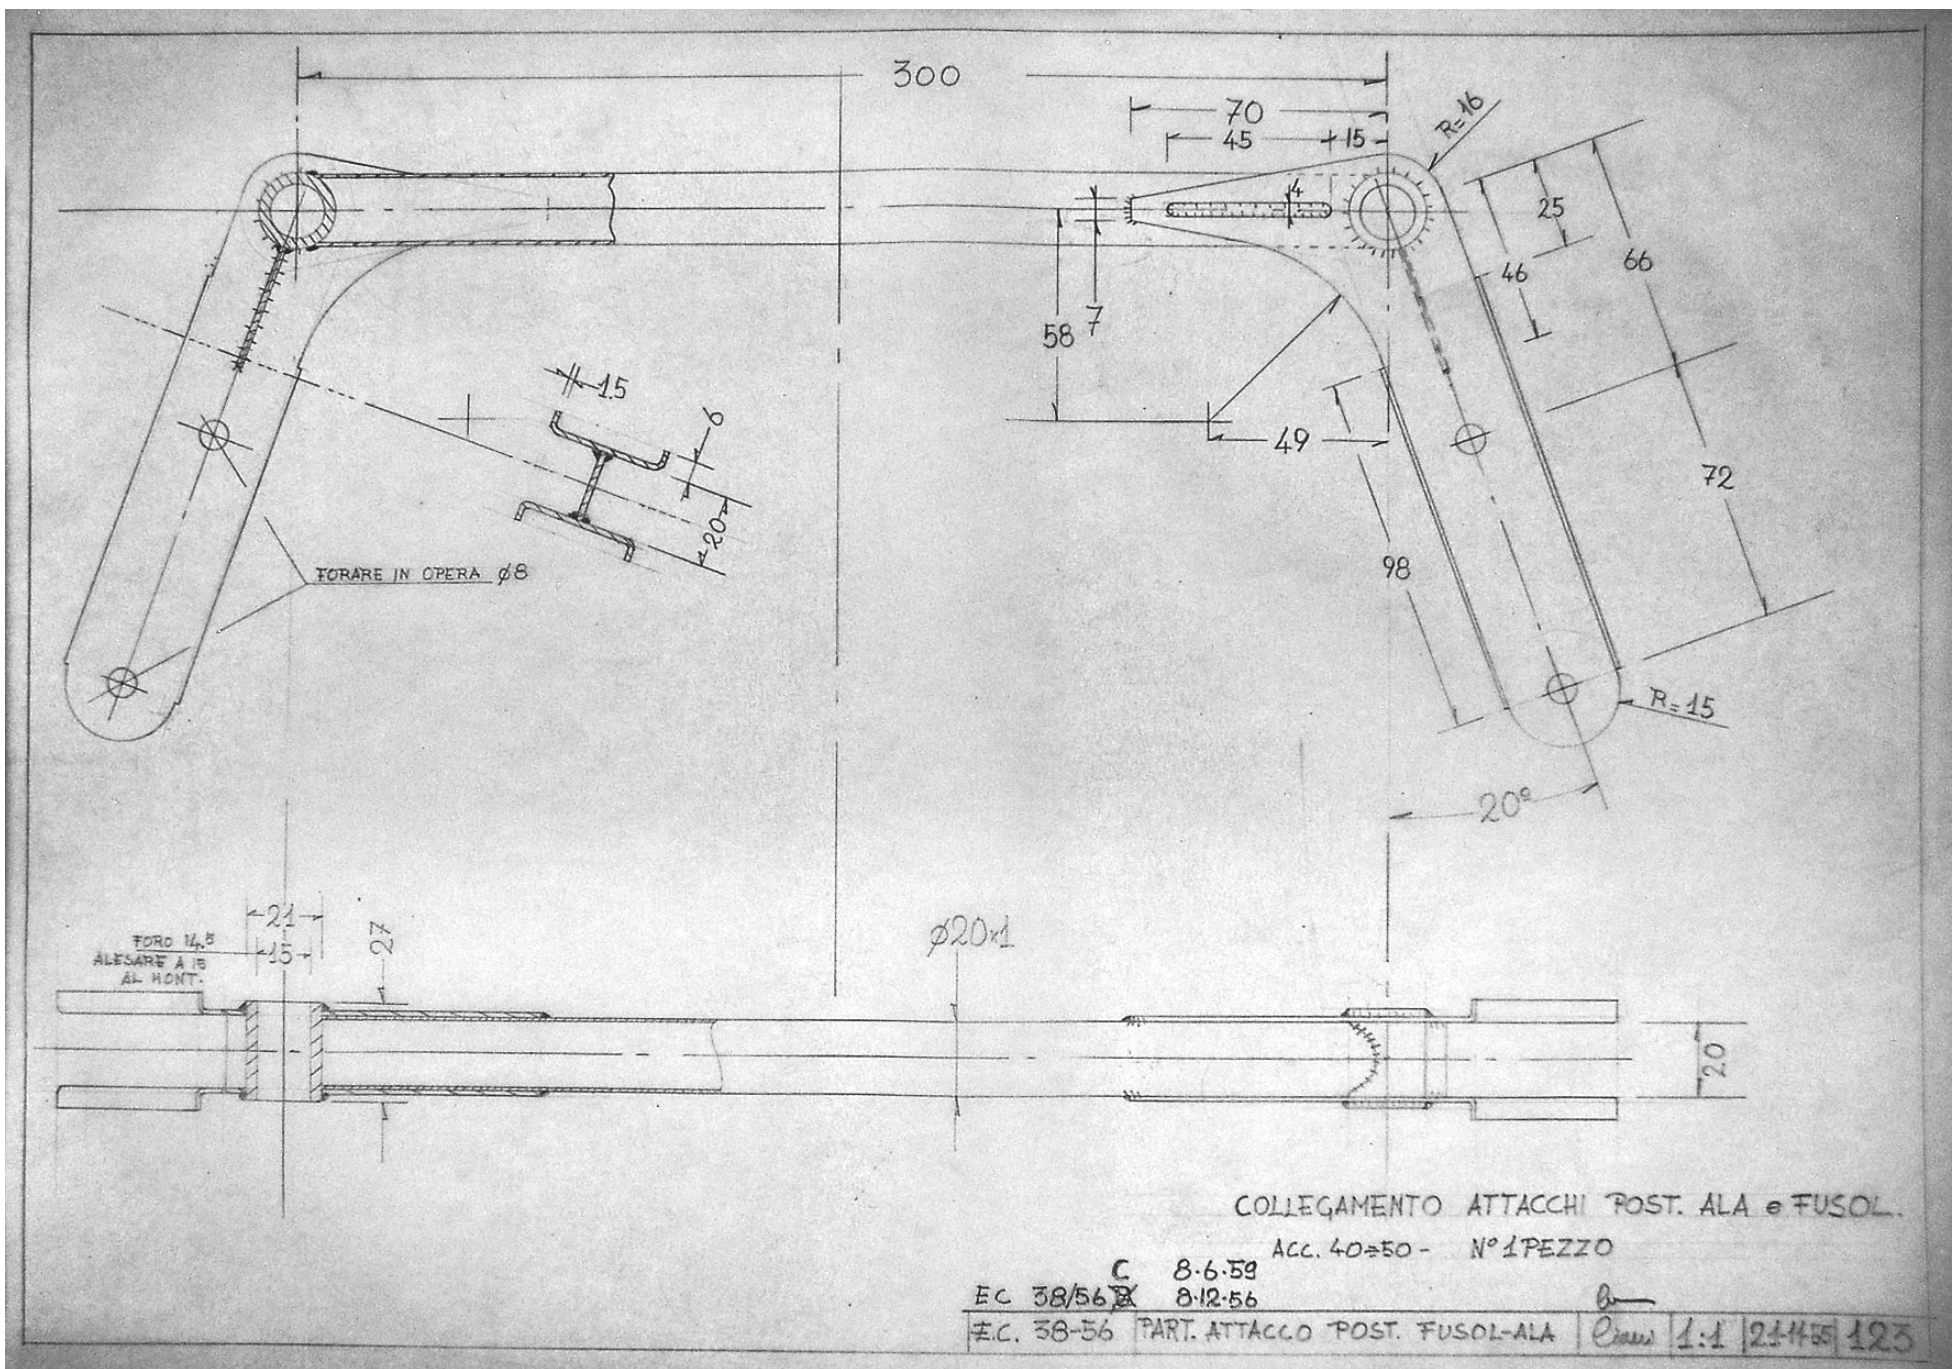 300
70
45 15
R=16
4
25
66
46
7
58
1.5
6
49
72
20
98
FORARE IN OPERA ø8
R=15
20°
21
27
15
FORO 14.5
ALESARE A 15
AL MONT.
ø20×1
20
COLLEGAMENTO ATTACCHI POST. ALA e FUSOL.
ACC. 40÷50 - N° 1 PEZZO
C 8.6.59
EC 38/56 8.12.56
E.C. 38-56 PART. ATTACCO POST. FUSOL-ALA 1:1 21-11-55 123